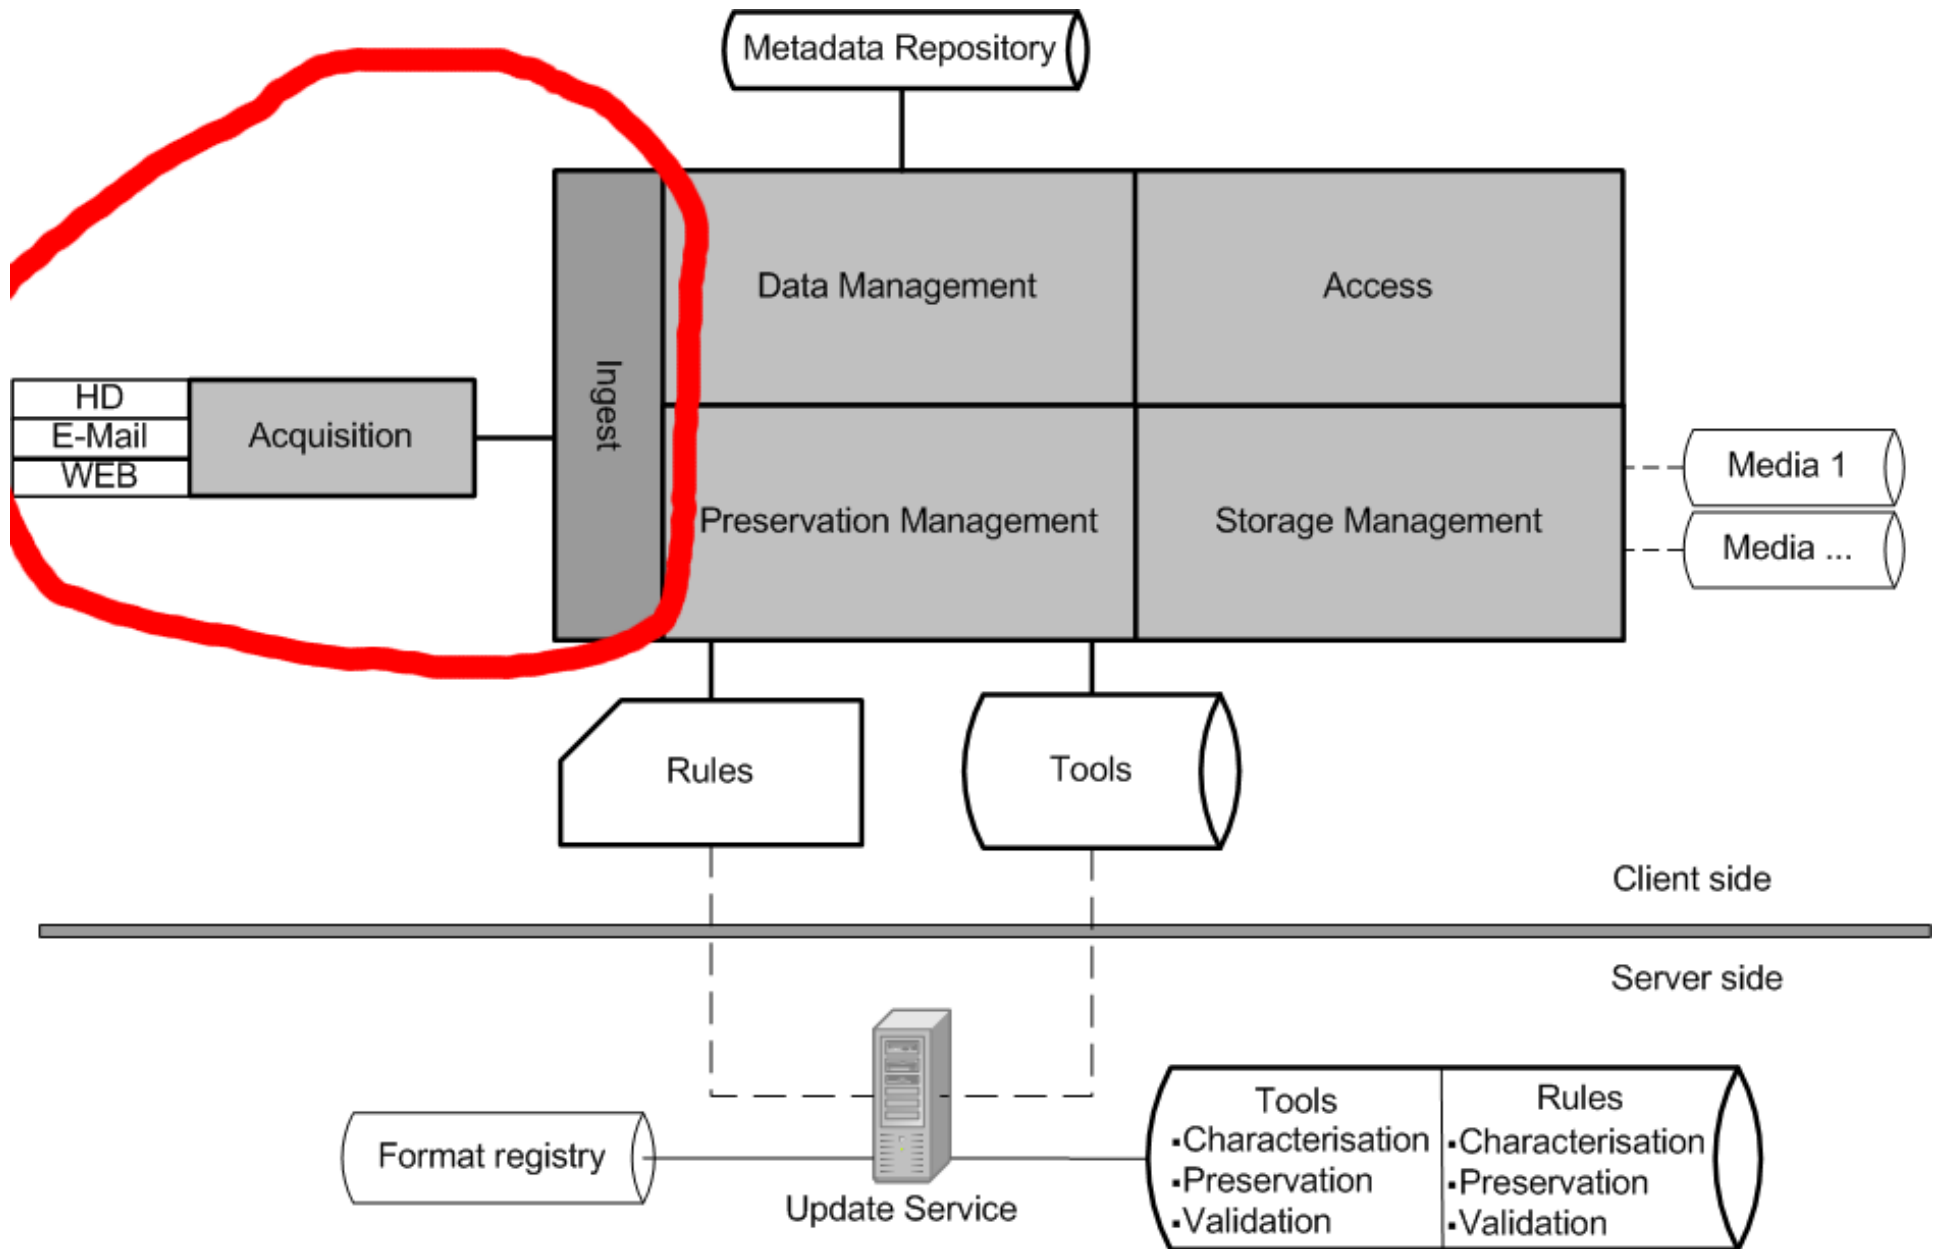 Metadata Repository
Data Management
Access
Ingest
HD
E-Mail
WEB
Acquisition
Preservation Management
Storage Management
Media 1
Media ...
Rules
Tools
Client side
Server side
Format registry
Update Service
Tools
▪Characterisation
▪Preservation
▪Validation
Rules
▪Characterisation
▪Preservation
▪Validation